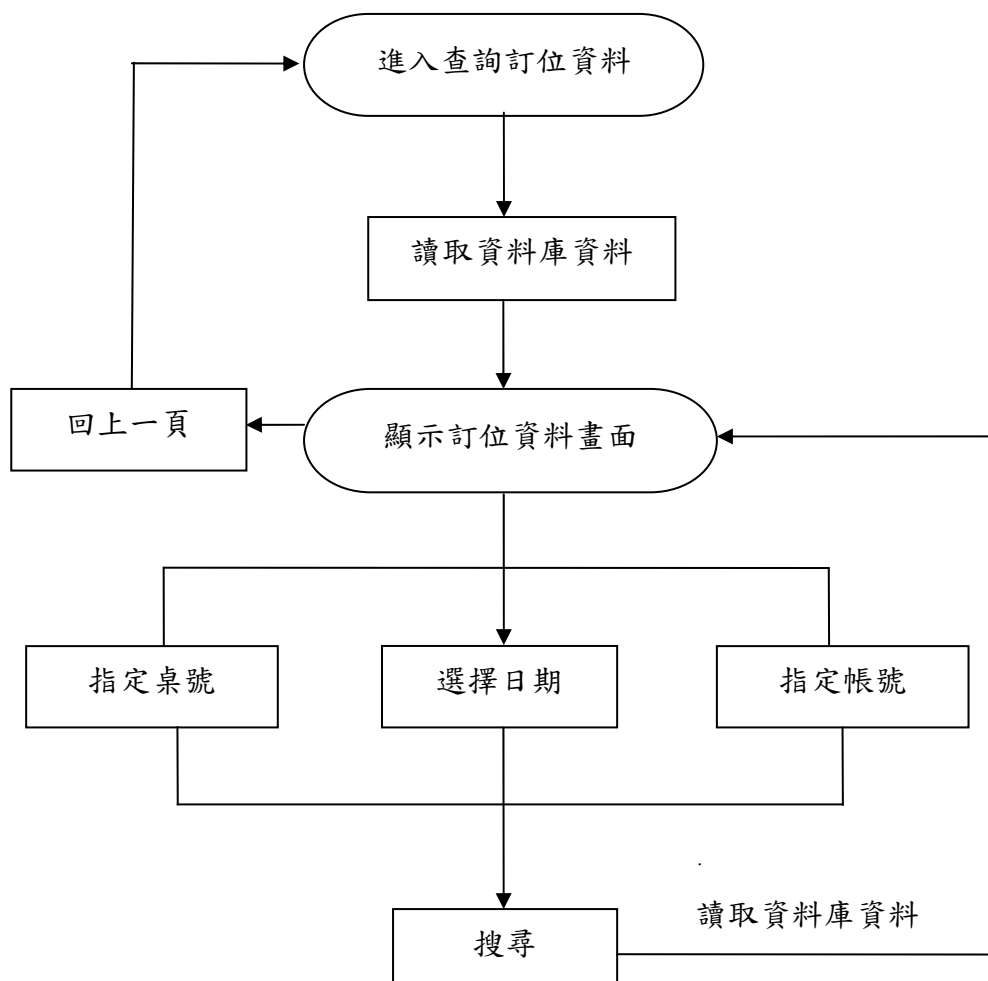 進入查詢訂位資料
讀取資料庫資料
回上一頁
顯示訂位資料畫面
指定桌號
選擇日期
指定帳號
讀取資料庫資料
搜尋